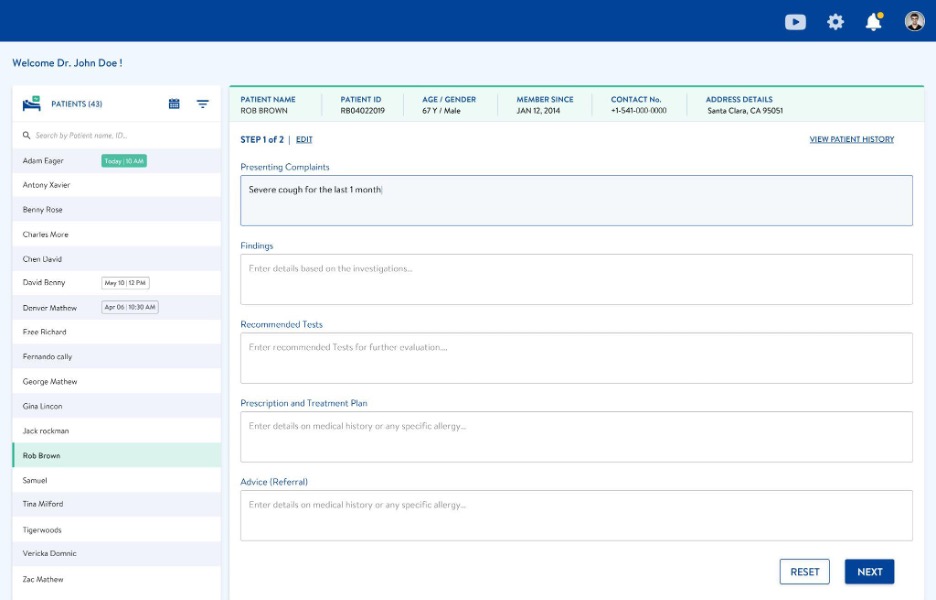 Welcome Dr. John Doe !
PATIENTS (43)
Search by Patient name, ID...
Adam Eager Today | 10 AM
Antony Xavier
Benny Rose
Charles More
Chen David
David Benny May 10 | 12 PM
Denver Mathew Apr 06 | 10:30 AM
Free Richard
Fernando cally
George Mathew
Gina Lincon
Jack rockman
Rob Brown
Samuel
Tina Milford
Tigerwoods
Vericka Domnic
Zac Mathew
PATIENT NAME PATIENT ID AGE / GENDER MEMBER SINCE CONTACT No. ADDRESS DETAILS
ROB BROWN RB04022019 67 Y / Male JAN 12, 2014 +1-541-000-0000 Santa Clara, CA 95051
STEP 1 of 2 | EDIT VIEW PATIENT HISTORY
Presenting Complaints
Severe cough for the last 1 month
Findings
Enter details based on the investigations...
Recommended Tests
Enter recommended Tests for further evaluation....
Prescription and Treatment Plan
Enter details on medical history or any specific allergy...
Advice (Referral)
Enter details on medical history or any specific allergy...
RESET NEXT